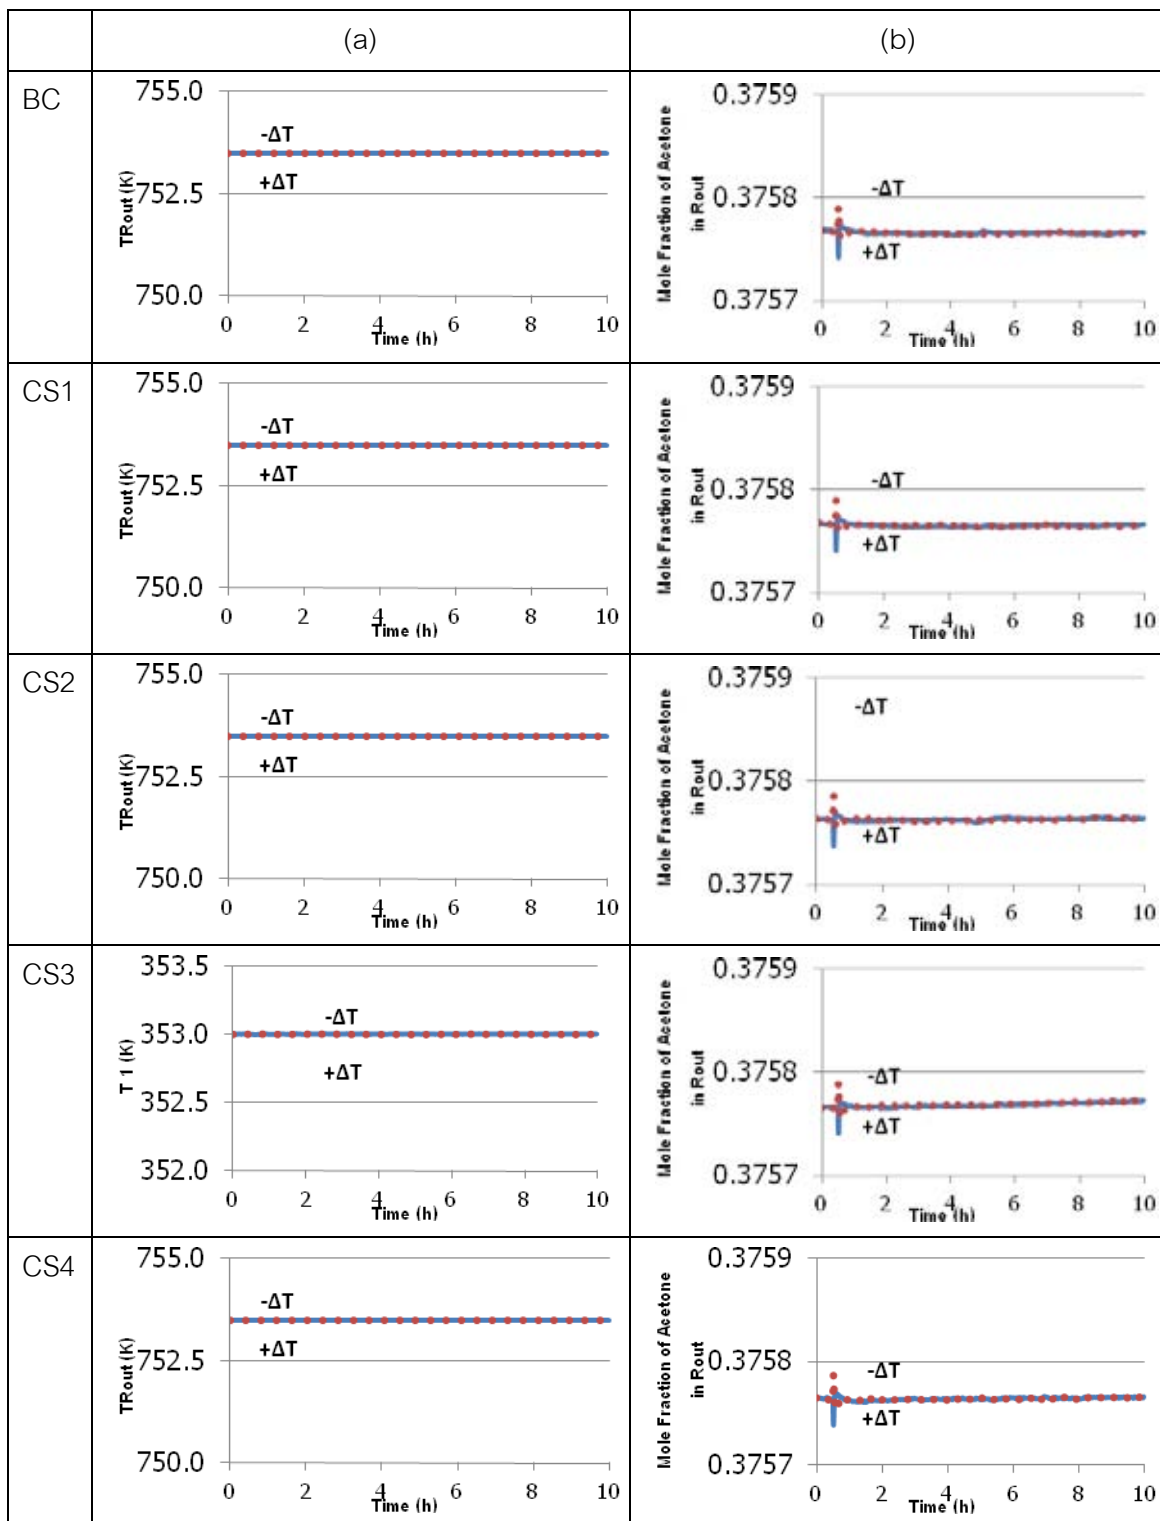 (a) (b)
BC
755.0
752.5
750.0
TRout (K)
-ΔT
+ΔT
0 2 4 6 8 10
Time (h)
0.3759
0.3758
0.3757
Mole Fraction of Acetone
in Rout
-ΔT
+ΔT
0 2 4 6 8 10
Time (h)
CS1
755.0
752.5
750.0
TRout (K)
-ΔT
+ΔT
0 2 4 6 8 10
Time (h)
0.3759
0.3758
0.3757
Mole Fraction of Acetone
in Rout
-ΔT
+ΔT
0 2 4 6 8 10
Time (h)
CS2
755.0
752.5
750.0
TRout (K)
-ΔT
+ΔT
0 2 4 6 8 10
Time (h)
0.3759
0.3758
0.3757
Mole Fraction of Acetone
in Rout
-ΔT
+ΔT
0 2 4 6 8 10
Time (h)
CS3
353.5
353.0
352.5
352.0
T 1 (K)
-ΔT
+ΔT
0 2 4 6 8 10
Time (h)
0.3759
0.3758
0.3757
Mole Fraction of Acetone
in Rout
-ΔT
+ΔT
0 2 4 6 8 10
Time (h)
CS4
755.0
752.5
750.0
TRout (K)
-ΔT
+ΔT
0 2 4 6 8 10
Time (h)
0.3759
0.3758
0.3757
Mole Fraction of Acetone
in Rout
-ΔT
+ΔT
0 2 4 6 8 10
Time (h)